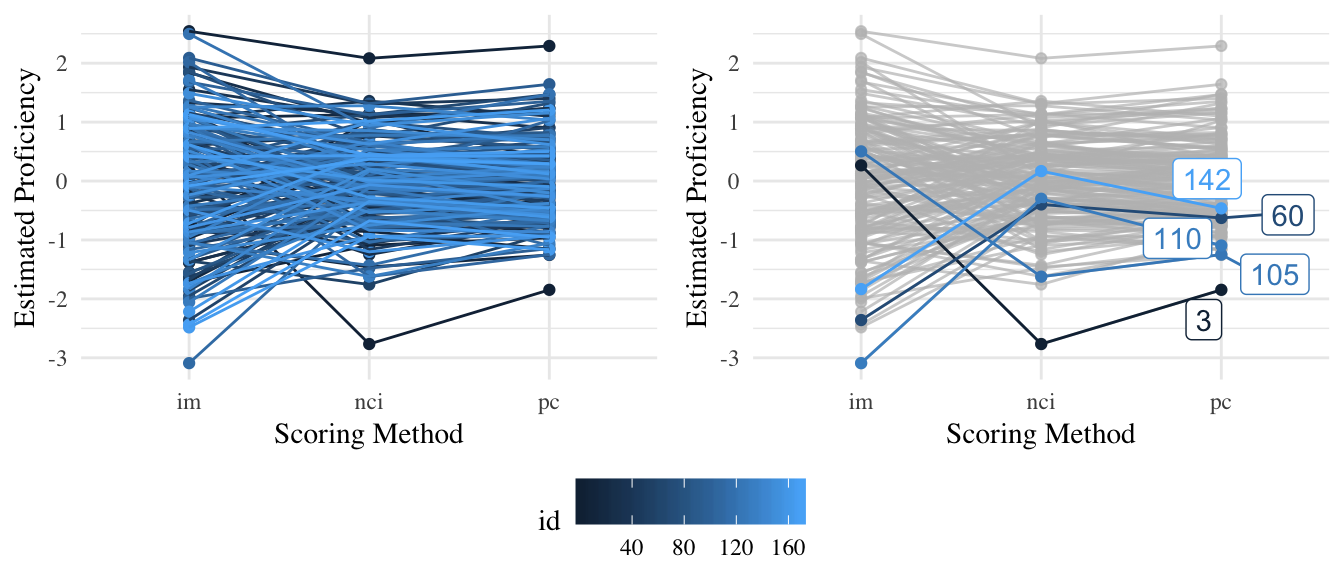 Estimated Proficiency
2
1
0
-1
-2
-3
im nci pc
Scoring Method
Estimated Proficiency
2
1
0
-1
-2
-3
142
60
110
105
3
im nci pc
Scoring Method
id
40 80 120 160